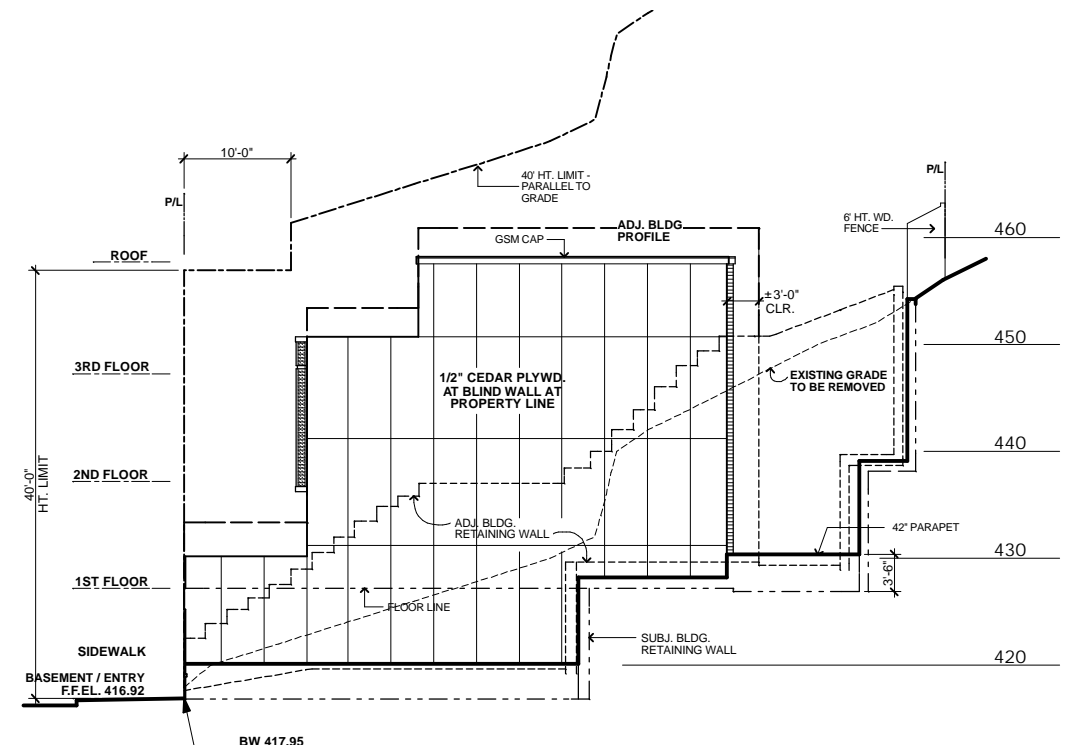 10'-0"
P/L
40' HT. LIMIT -
PARALLEL TO
GRADE
P/L
6' HT. WD.
FENCE
460
ADJ. BLDG
PROFILE
GSM CAP
ROOF
±3'-0"
CLR.
450
3RD FLOOR
1/2" CEDAR PLYWD.
AT BLIND WALL AT
PROPERTY LINE
EXISTING GRADE
TO BE REMOVED
440
40'-0"
HT. LIMIT
2ND FLOOR
ADJ. BLDG.
RETAINING WALL
42" PARAPET
430
3'-6"
1ST FLOOR
FLOOR LINE
SUBJ. BLDG.
RETAINING WALL
SIDEWALK
420
BASEMENT / ENTRY
F.F.EL. 416.92
BW 417.95